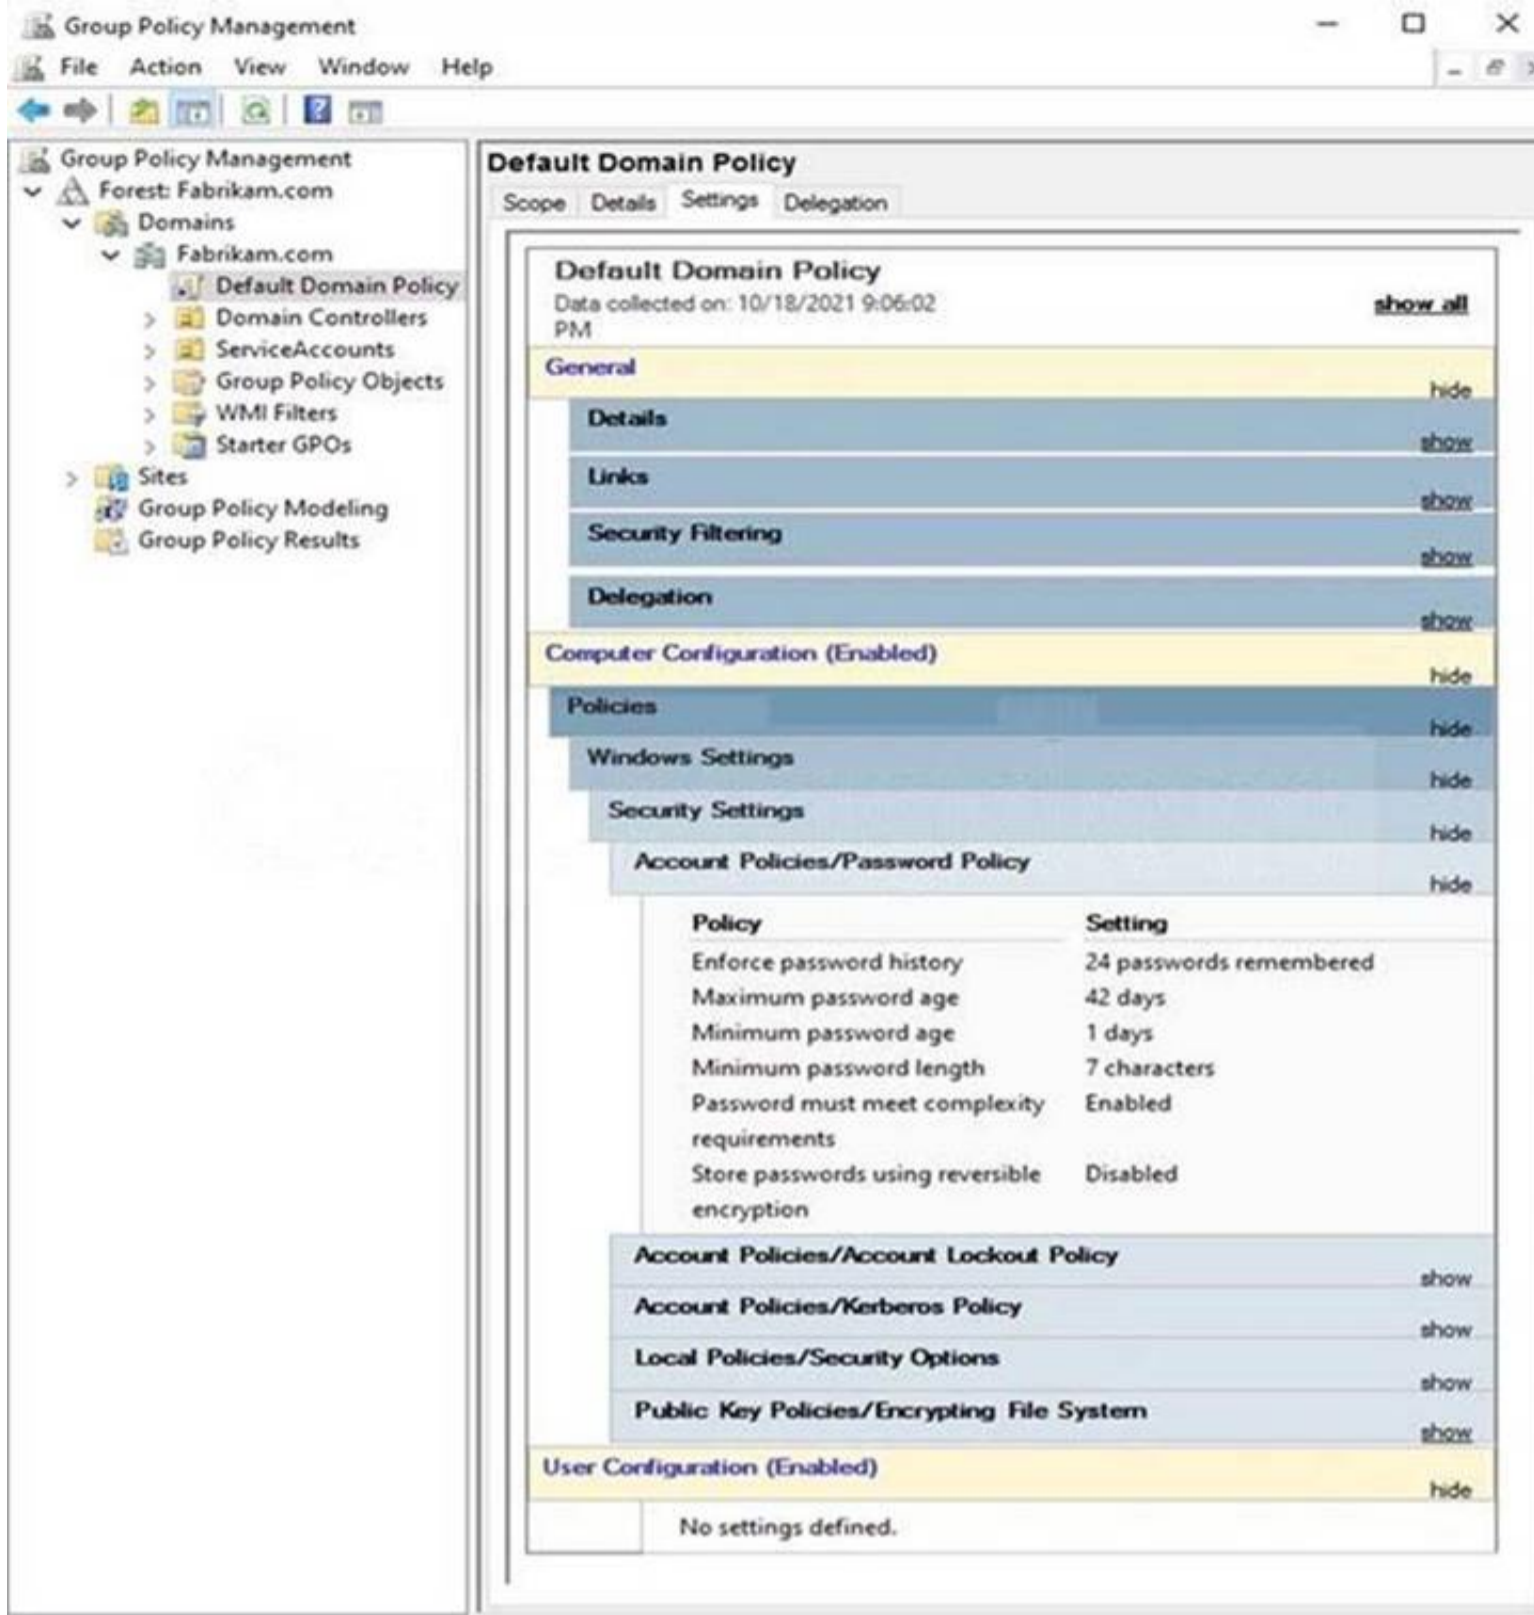 Group Policy Management
File Action View Window Help
Group Policy Management
Forest: Fabrikam.com
Domains
Fabrikam.com
Default Domain Policy
Domain Controllers
ServiceAccounts
Group Policy Objects
WMI Filters
Starter GPOs
Sites
Group Policy Modeling
Group Policy Results
Default Domain Policy
Scope Details Settings Delegation
Default Domain Policy
Data collected on: 10/18/2021 9:06:02
PM
show all
General
hide
Details
show
Links
show
Security Filtering
show
Delegation
show
Computer Configuration (Enabled)
hide
Policies
hide
Windows Settings
hide
Security Settings
hide
Account Policies/Password Policy
hide
Policy Setting
Enforce password history 24 passwords remembered
Maximum password age 42 days
Minimum password age 1 days
Minimum password length 7 characters
Password must meet complexity Enabled
requirements
Store passwords using reversible Disabled
encryption
Account Policies/Account Lockout Policy
show
Account Policies/Kerberos Policy
show
Local Policies/Security Options
show
Public Key Policies/Encrypting File System
show
User Configuration (Enabled)
hide
No settings defined.